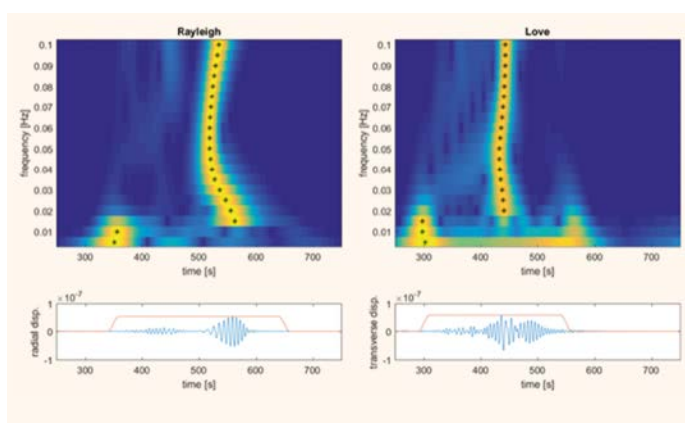 Rayleigh
0.1
0.09
0.08
0.07
0.06
0.05
0.04
0.03
0.02
0.01
frequency [Hz]
300 400 500 600 700
time [s]
Love
0.1
0.09
0.08
0.07
0.06
0.05
0.04
0.03
0.02
0.01
frequency [Hz]
300 400 500 600 700
time [s]
×10-7
1
0
-1
radial disp.
300 400 500 600 700
time [s]
×10-7
1
0
-1
transverse disp.
300 400 500 600 700
time [s]